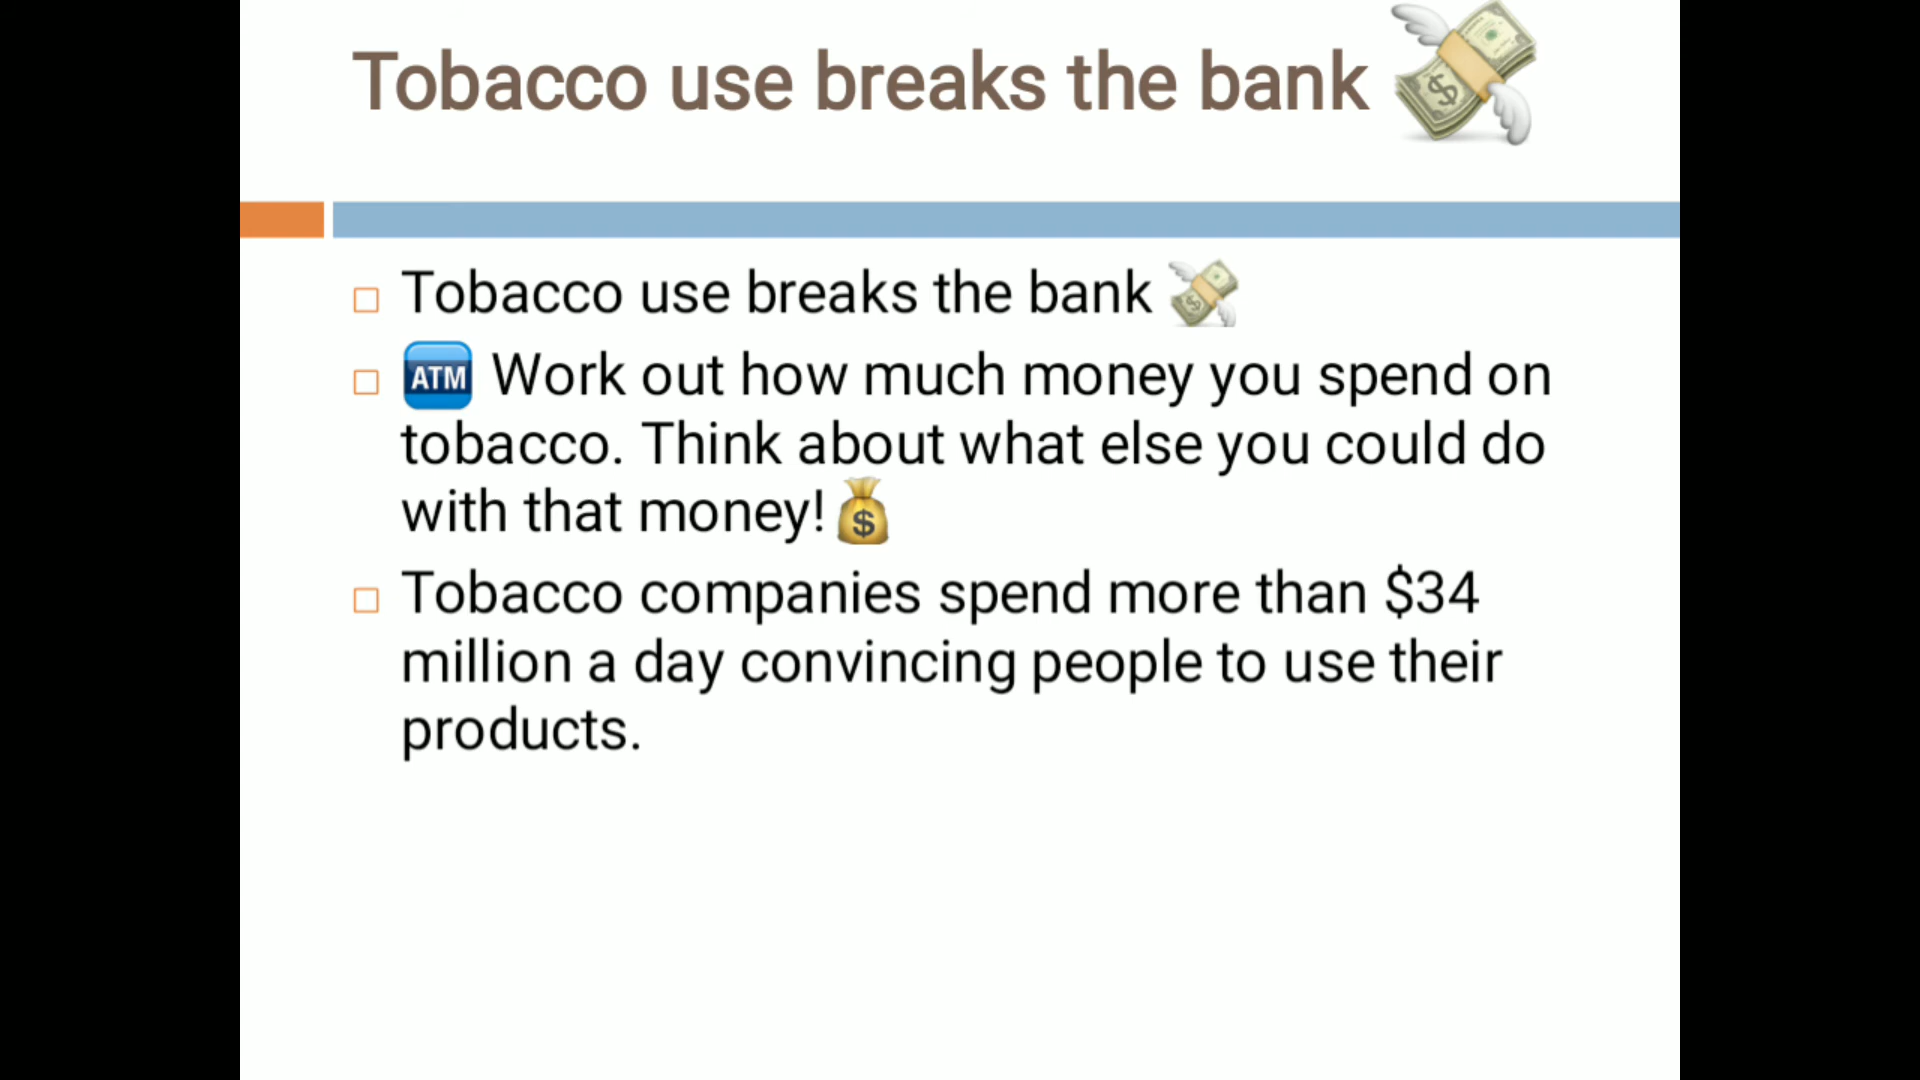 Tobacco use breaks the bank 💸
Tobacco use breaks the bank 💸
🏧 Work out how much money you spend on
tobacco. Think about what else you could do
with that money!💰
Tobacco companies spend more than $34
million a day convincing people to use their
products.